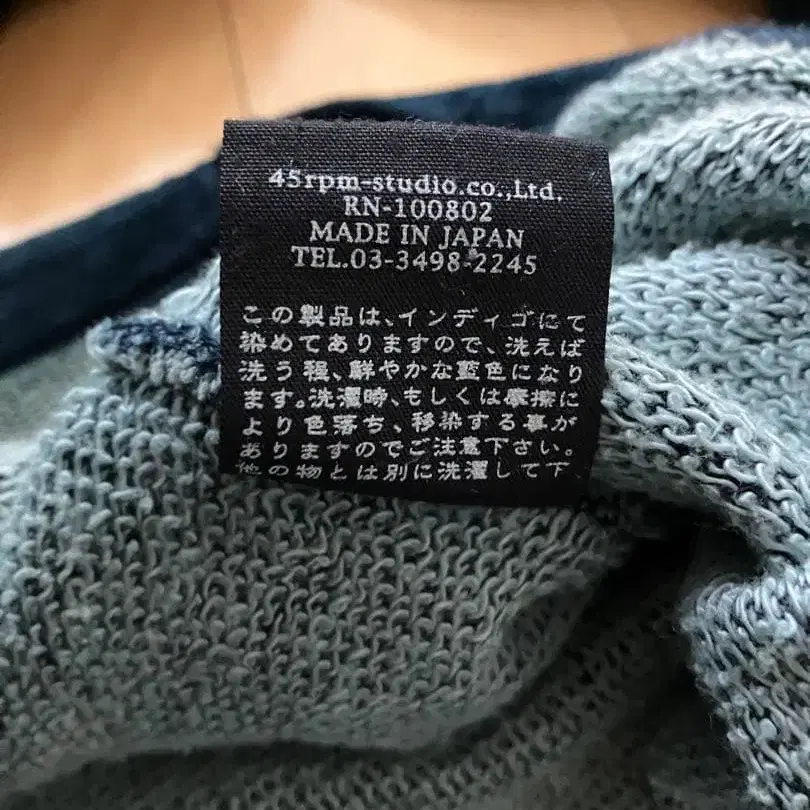 45rpm-studio.co.,Ltd.
RN-100802
MADE IN JAPAN
TEL.03-3498-2245
この製品は、インディゴにて
染めてありますので、洗えば
洗う程、鮮やかな藍色になり
ます。洗濯時、もしくは摩擦に
より色落ち、移染する事が
ありますのでご注意下さい。
他の物とは別に洗濯して下